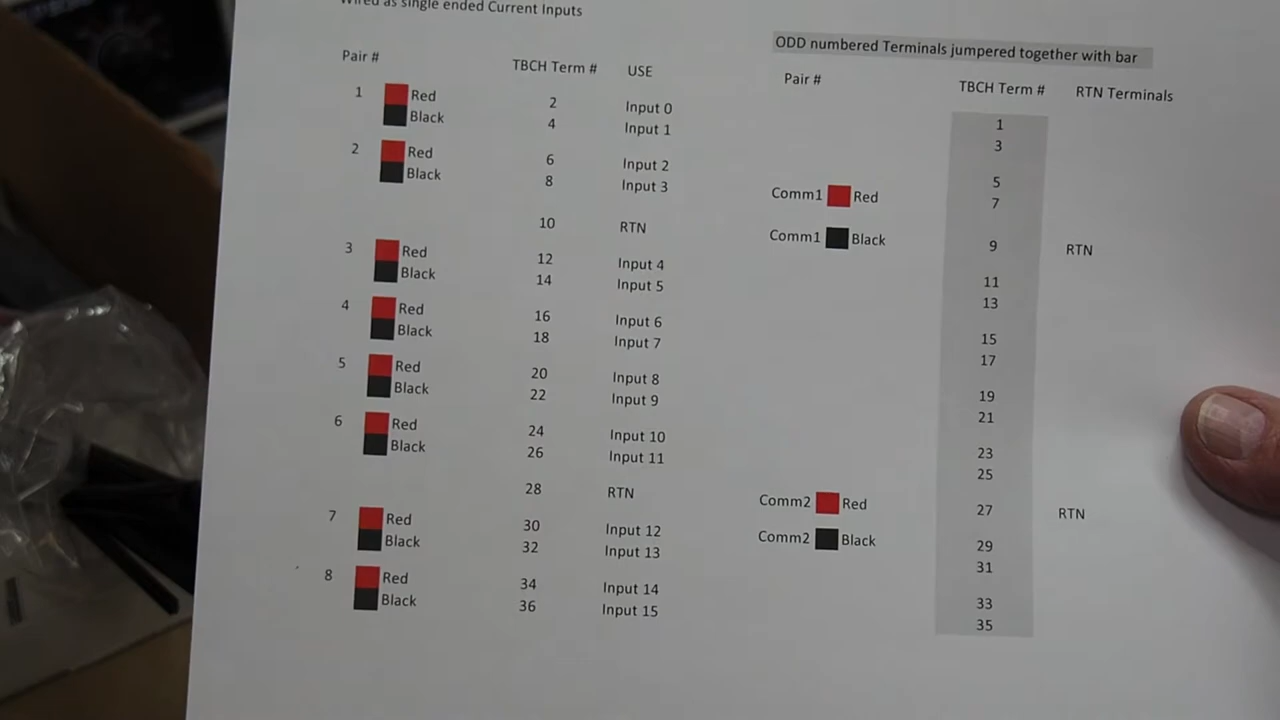 Wired as single ended Current Inputs
Pair # TBCH Term # USE
1 Red 2 Input 0
Black 4 Input 1
2 Red 6 Input 2
Black 8 Input 3
10 RTN
3 Red 12 Input 4
Black 14 Input 5
4 Red 16 Input 6
Black 18 Input 7
5 Red 20 Input 8
Black 22 Input 9
6 Red 24 Input 10
Black 26 Input 11
28 RTN
7 Red 30 Input 12
Black 32 Input 13
8 Red 34 Input 14
Black 36 Input 15
ODD numbered Terminals jumpered together with bar
Pair # TBCH Term # RTN Terminals
1
3
5
Comm1 Red 7
Comm1 Black 9 RTN
11
13
15
17
19
21
23
25
Comm2 Red 27 RTN
Comm2 Black 29
31
33
35